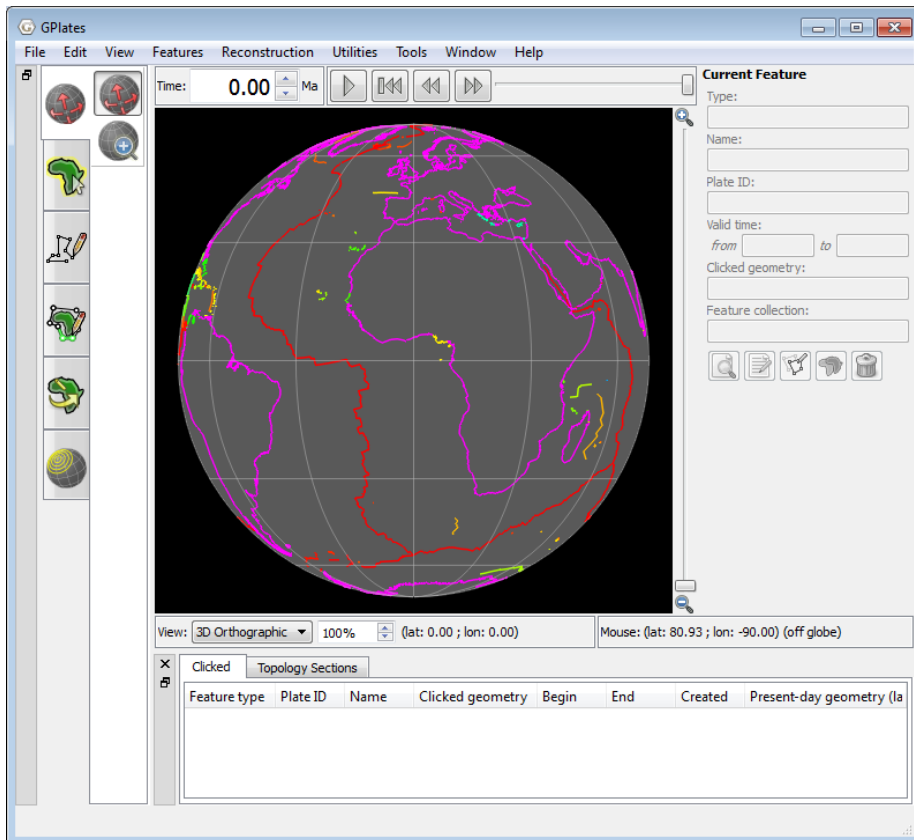 GPlates
File Edit View Features Reconstruction Utilities Tools Window Help
Time: 0.00 Ma
Current Feature
Type:
Name:
Plate ID:
Valid time:
from to
Clicked geometry:
Feature collection:
View: 3D Orthographic 100% (lat: 0.00 ; lon: 0.00) Mouse: (lat: 80.93 ; lon: -90.00) (off globe)
Clicked Topology Sections
Feature type Plate ID Name Clicked geometry Begin End Created Present-day geometry (la